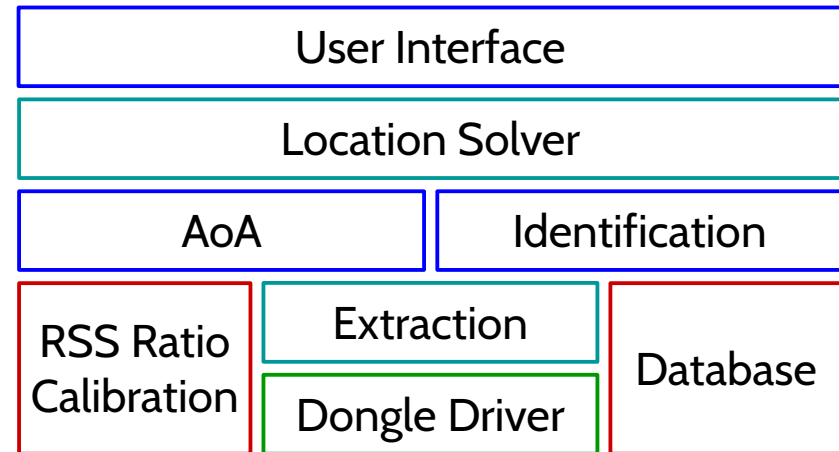 User Interface
Location Solver
AoA
Identification
RSS Ratio
Calibration
Extraction
Dongle Driver
Database